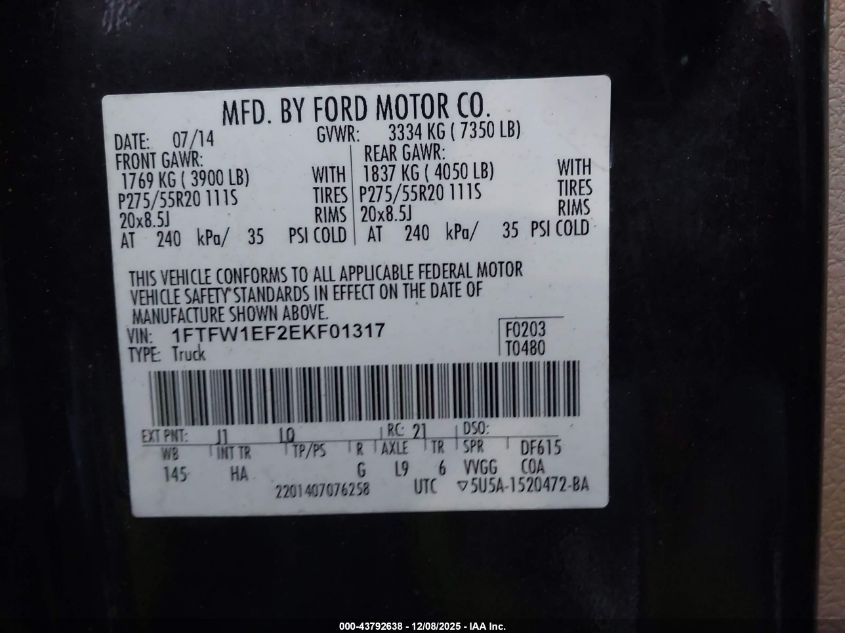 MFD. BY FORD MOTOR CO.
DATE: 07/14 GVWR: 3334 KG ( 7350 LB)
FRONT GAWR: REAR GAWR:
1769 KG ( 3900 LB) WITH 1837 KG ( 4050 LB) WITH
P275/55R20 111S TIRES P275/55R20 111S TIRES
20x8.5J RIMS 20x8.5J RIMS
AT 240 kPa/ 35 PSI COLD AT 240 kPa/ 35 PSI COLD
THIS VEHICLE CONFORMS TO ALL APPLICABLE FEDERAL MOTOR
VEHICLE SAFETY STANDARDS IN EFFECT ON THE DATE OF
MANUFACTURE SHOWN ABOVE.
VIN: 1FTFW1EF2EKF01317 F0203
TYPE: Truck T0480
EXT PNT: J1 LQ RC: 21 DSO:
WB INT TR TP/PS R AXLE TR SPR DF615
145 HA G L9 6 VVGG COA
2201407076258 UTC ▽5U5A-1520472-BA
000-43792638 - 12/08/2025 - IAA Inc.